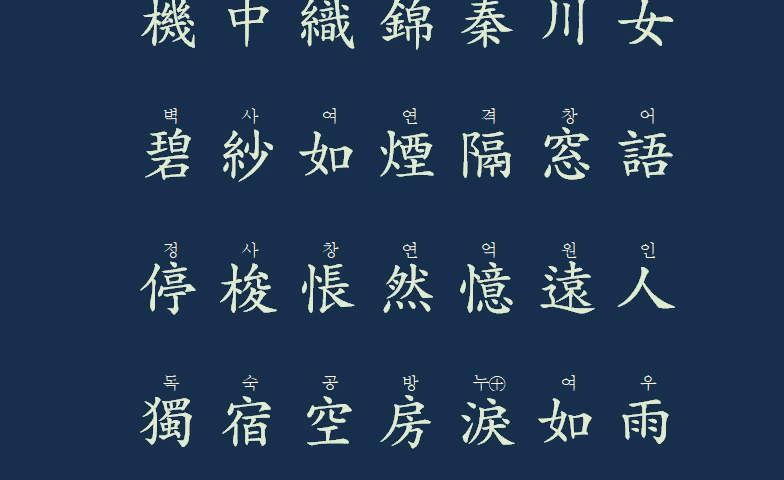 機中織錦秦川女
벽 사 여 연 격 창 어
碧紗如煙隔窓語
정 사 창 연 억 원 인
停梭悵然憶遠人
독 숙 공 방 누㊉ 여 우
獨宿空房淚如雨